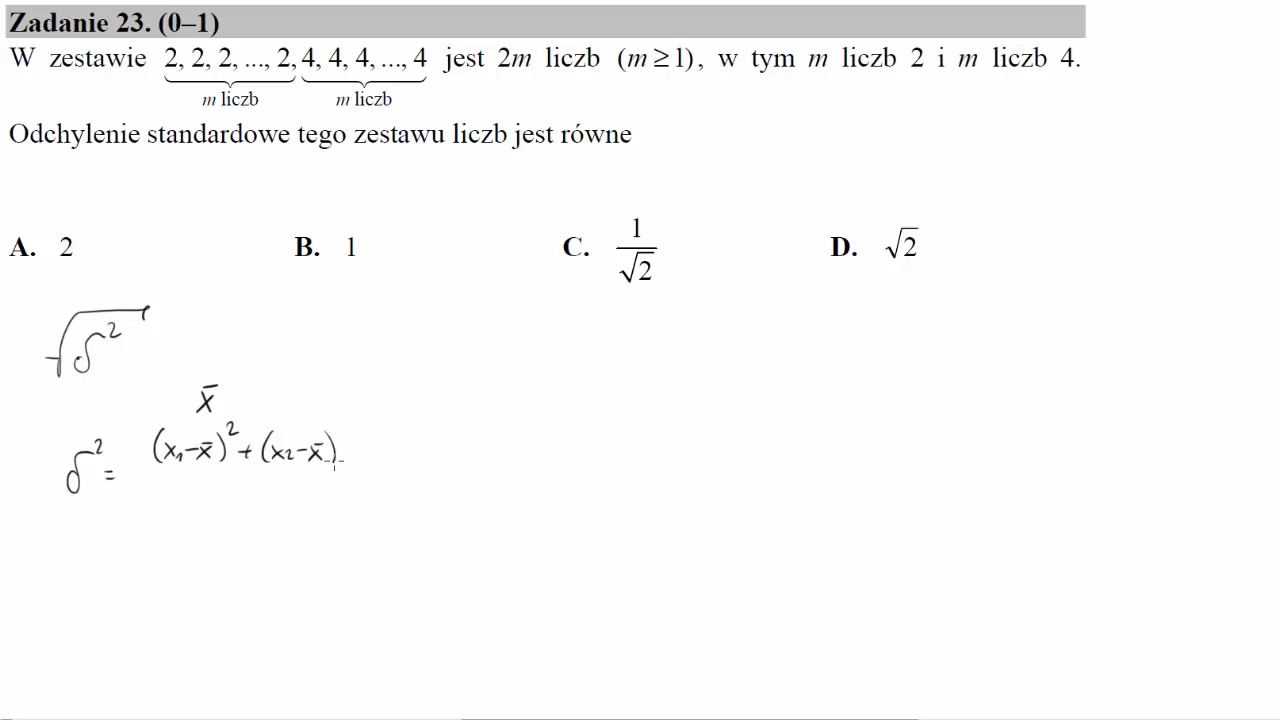 Zadanie 23. (0–1)
W zestawie 2, 2, 2, ..., 2, 4, 4, 4, ..., 4 jest 2m liczb (m ≥ 1), w tym m liczb 2 i m liczb 4.
m liczb m liczb
Odchylenie standardowe tego zestawu liczb jest równe
A. 2 B. 1 C. 1/√2 D. √2
√δ²
x̄
δ² = (x₁-x̄)² + (x₂-x̄)